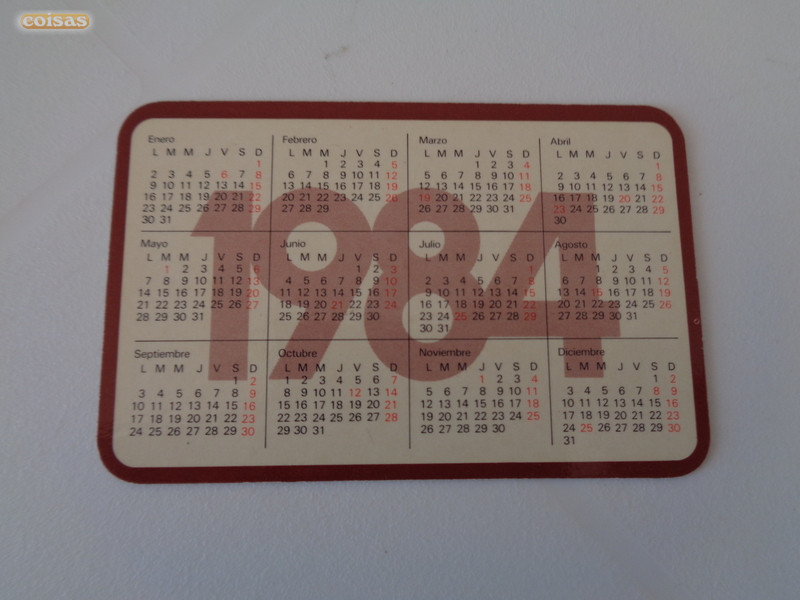 coisas
1984
Enero
L M M J V S D
1
2 3 4 5 6 7 8
9 10 11 12 13 14 15
16 17 18 19 20 21 22
23 24 25 26 27 28 29
30 31
Febrero
L M M J V S D
1 2 3 4 5
6 7 8 9 10 11 12
13 14 15 16 17 18 19
20 21 22 23 24 25 26
27 28 29
Marzo
L M M J V S D
1 2 3 4
5 6 7 8 9 10 11
12 13 14 15 16 17 18
19 20 21 22 23 24 25
26 27 28 29 30 31
Abril
L M M J V S D
1
2 3 4 5 6 7 8
9 10 11 12 13 14 15
16 17 18 19 20 21 22
23 24 25 26 27 28 29
30
Mayo
L M M J V S D
1 2 3 4 5 6
7 8 9 10 11 12 13
14 15 16 17 18 19 20
21 22 23 24 25 26 27
28 29 30 31
Junio
L M M J V S D
1 2 3
4 5 6 7 8 9 10
11 12 13 14 15 16 17
18 19 20 21 22 23 24
25 26 27 28 29 30
Julio
L M M J V S D
1
2 3 4 5 6 7 8
9 10 11 12 13 14 15
16 17 18 19 20 21 22
23 24 25 26 27 28 29
30 31
Agosto
L M M J V S D
1 2 3 4 5
6 7 8 9 10 11 12
13 14 15 16 17 18 19
20 21 22 23 24 25 26
27 28 29 30 31
Septiembre
L M M J V S D
1 2
3 4 5 6 7 8 9
10 11 12 13 14 15 16
17 18 19 20 21 22 23
24 25 26 27 28 29 30
Octubre
L M M J V S D
1 2 3 4 5 6 7
8 9 10 11 12 13 14
15 16 17 18 19 20 21
22 23 24 25 26 27 28
29 30 31
Noviembre
L M M J V S D
1 2 3 4
5 6 7 8 9 10 11
12 13 14 15 16 17 18
19 20 21 22 23 24 25
26 27 28 29 30
Diciembre
L M M J V S D
1 2
3 4 5 6 7 8 9
10 11 12 13 14 15 16
17 18 19 20 21 22 23
24 25 26 27 28 29 30
31